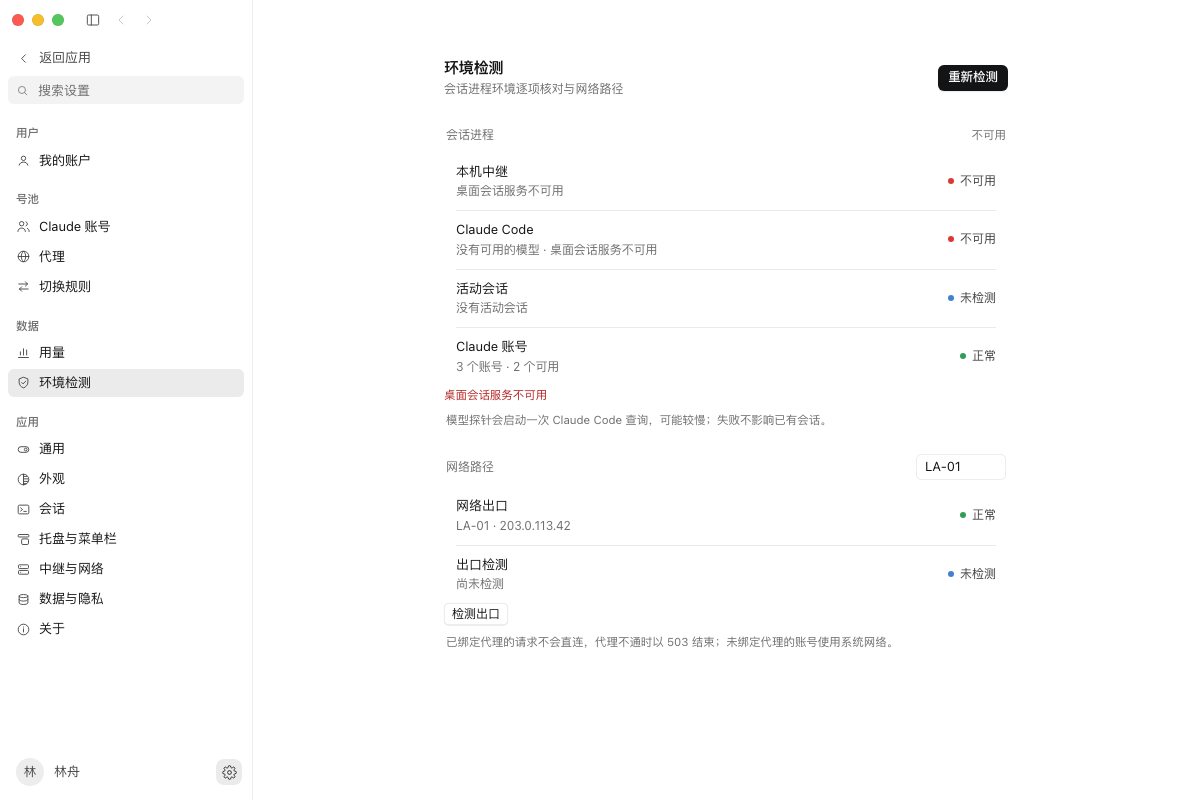 返回应用
搜索设置
用户
我的账户
号池
Claude 账号
代理
切换规则
数据
用量
环境检测
应用
通用
外观
会话
托盘与菜单栏
中继与网络
数据与隐私
关于
林 林舟
环境检测
会话进程环境逐项核对与网络路径
重新检测
会话进程 不可用
本机中继
桌面会话服务不可用
不可用
Claude Code
没有可用的模型 · 桌面会话服务不可用
不可用
活动会话
没有活动会话
未检测
Claude 账号
3 个账号 · 2 个可用
正常
桌面会话服务不可用
模型探针会启动一次 Claude Code 查询，可能较慢；失败不影响已有会话。
网络路径 LA-01
网络出口
LA-01 · 203.0.113.42
正常
出口检测
尚未检测
未检测
检测出口
已绑定代理的请求不会直连，代理不通时以 503 结束；未绑定代理的账号使用系统网络。